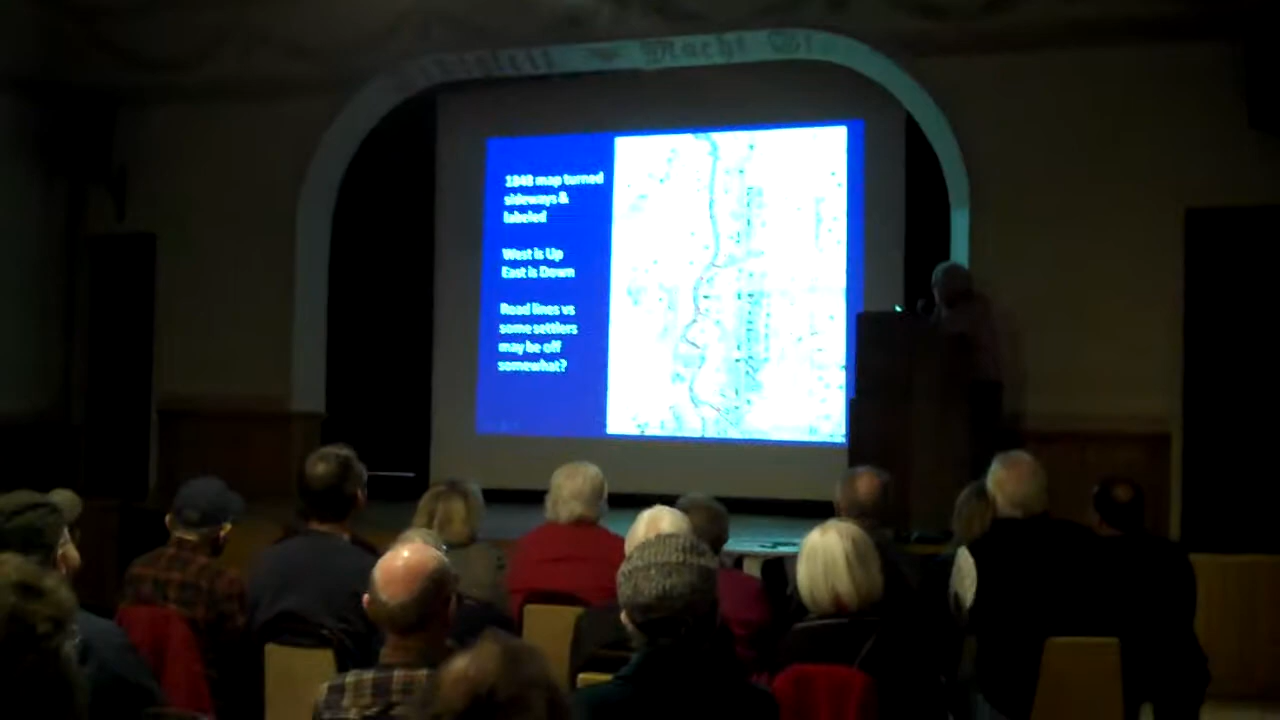 Macht
1848 map turned
sideways &
labeled
West is Up
East is Down
Road lines vs
some settlers
may be off
somewhat?